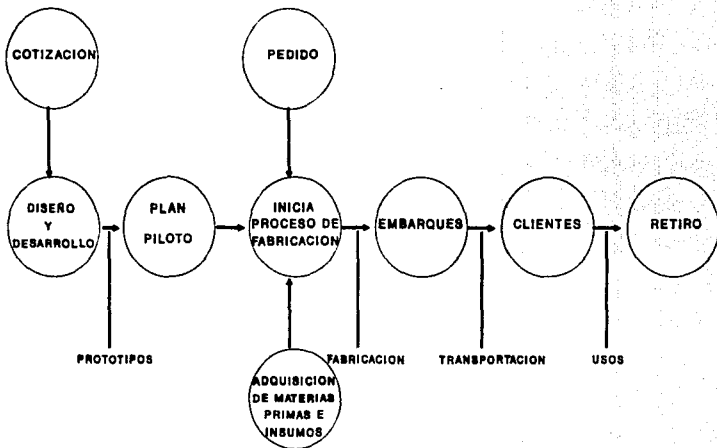 COTIZACION
PEDIDO
DISEÑO
Y
DESARROLLO
PLAN
PILOTO
INICIA
PROCESO DE
FABRICACION
EMBARQUES
CLIENTES
RETIRO
PROTOTIPOS
FABRICACION
TRANSPORTACION
USOS
ADQUISICION
DE MATERIAS
PRIMAS E
INSUMOS